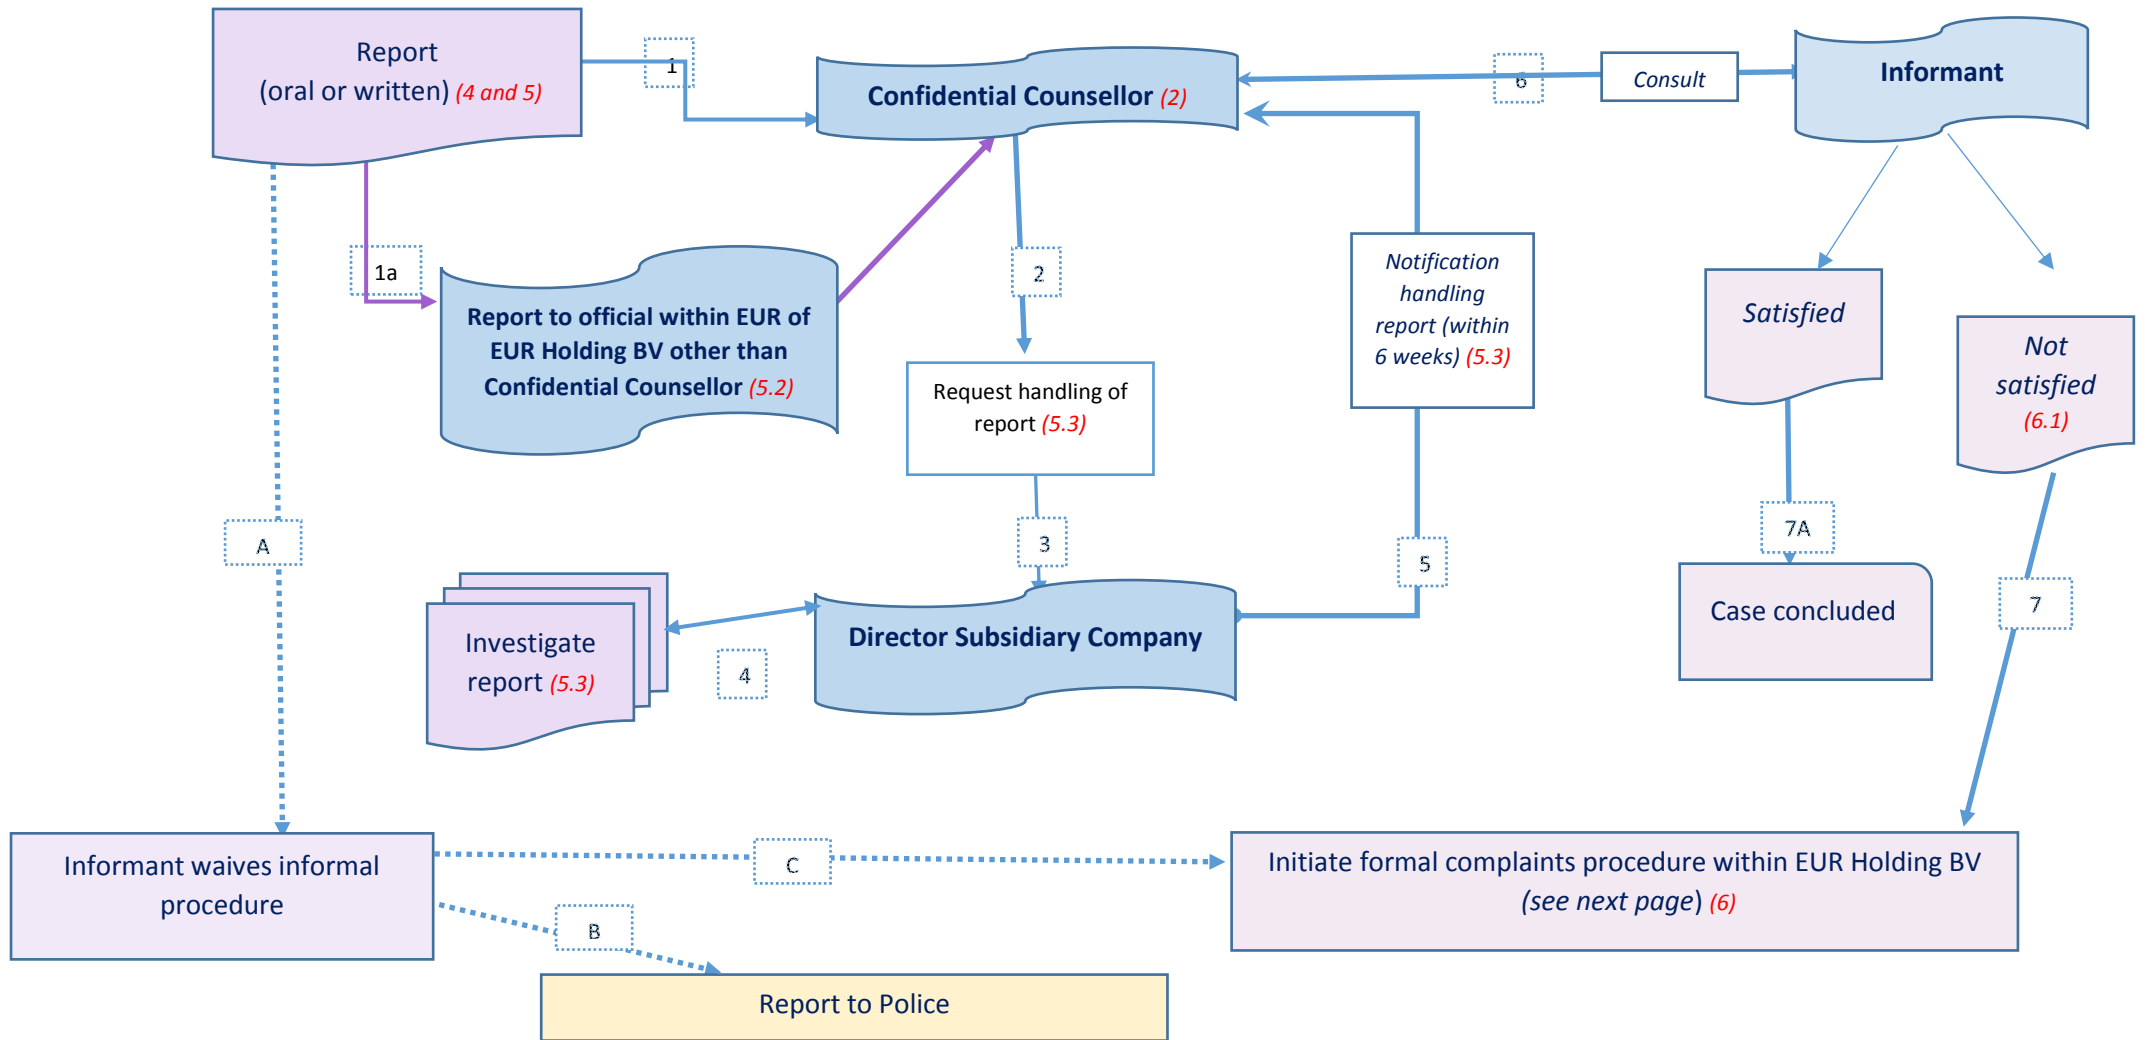 Report
(oral or written) (4 and 5)
1
Confidential Counsellor (2)
6
Consult
Informant
1a
Report to official within EUR of
EUR Holding BV other than
Confidential Counsellor (5.2)
2
Notification
handling
report (within
6 weeks) (5.3)
Satisfied
Not
satisfied
(6.1)
Request handling of
report (5.3)
A
3
5
7A
7
Investigate
report (5.3)
4
Director Subsidiary Company
Case concluded
Informant waives informal
procedure
C
Initiate formal complaints procedure within EUR Holding BV
(see next page) (6)
B
Report to Police